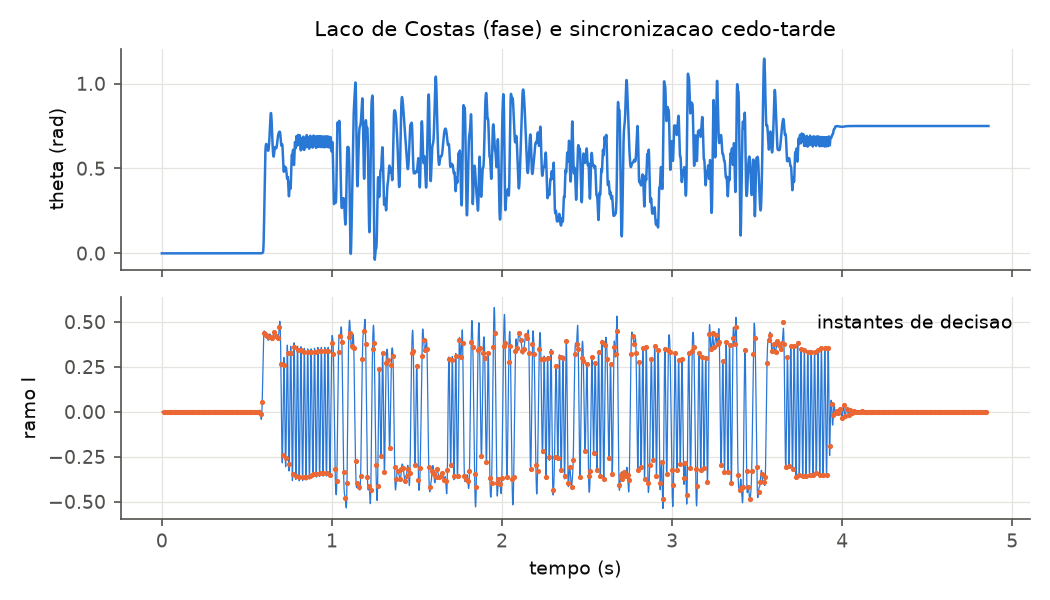 Laco de Costas (fase) e sincronizacao cedo-tarde
theta (rad)
1.0
0.5
0.0
ramo I
0.50
0.25
0.00
−0.25
−0.50
instantes de decisao
0
1
2
3
4
5
tempo (s)